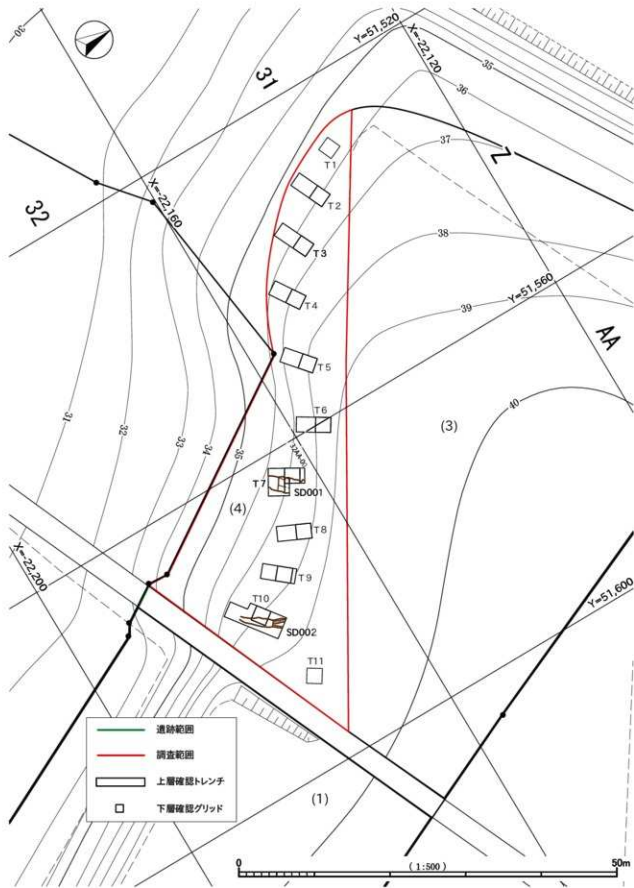 30
31
Y=51,520
X=-22,120
35
36
37
Z
T1
32
X=-22,160
T2
38
Y=51,560
T3
39
T4
AA
T5
40
31
32
33
34
35
T6
(3)
T7
SD001
(4)
T8
X=-22,200
T9
Y=51,600
T10
SD002
T11
遺跡範囲
調査範囲
上層確認トレンチ
下層確認グリッド
(1)
0
(1:500)
50m